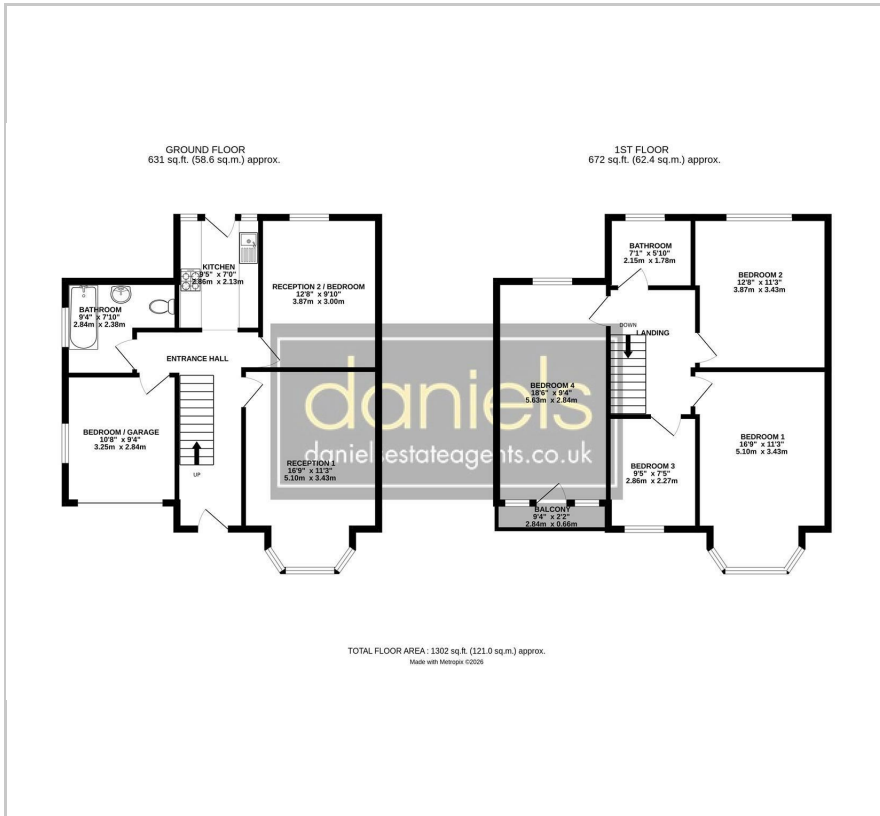 GROUND FLOOR
631 sq.ft. (58.6 sq.m.) approx.
1ST FLOOR
672 sq.ft. (62.4 sq.m.) approx.
KITCHEN
9'5" x 7'0"
2.86m x 2.13m
RECEPTION 2 / BEDROOM
12'8" x 9'10"
3.87m x 3.00m
BATHROOM
9'4" x 7'10"
2.84m x 2.38m
ENTRANCE HALL
BEDROOM / GARAGE
10'8" x 9'4"
3.25m x 2.84m
UP
RECEPTION 1
16'9" x 11'3"
5.10m x 3.43m
BATHROOM
7'1" x 5'10"
2.15m x 1.78m
BEDROOM 2
12'8" x 11'3"
3.87m x 3.43m
DOWN
LANDING
BEDROOM 4
18'6" x 9'4"
5.63m x 2.84m
BEDROOM 1
16'9" x 11'3"
5.10m x 3.43m
BEDROOM 3
9'5" x 7'5"
2.86m x 2.27m
BALCONY
9'4" x 2'2"
2.84m x 0.66m
daniels
danielsestateagents.co.uk
TOTAL FLOOR AREA : 1302 sq.ft. (121.0 sq.m.) approx.
Made with Metropix ©2026